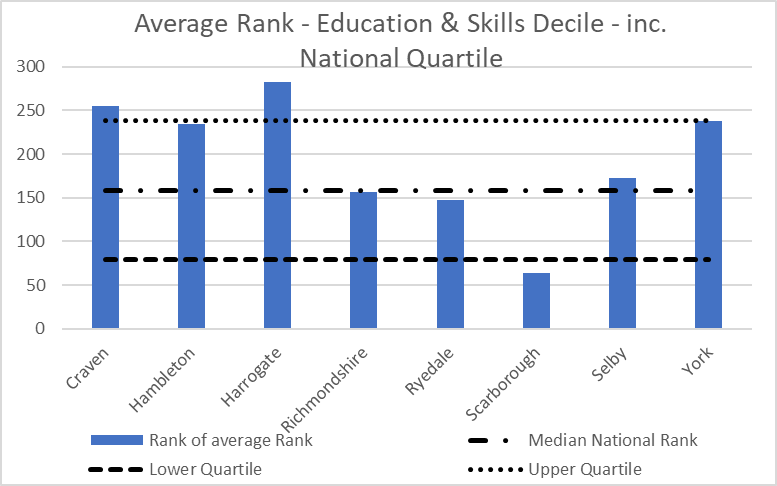 Average Rank - Education & Skills Decile - inc.
National Quartile
300
250
200
150
100
50
0
Craven
Hambleton
Harrogate
Richmondshire
Ryedale
Scarborough
Selby
York
Rank of average Rank
Median National Rank
Lower Quartile
Upper Quartile